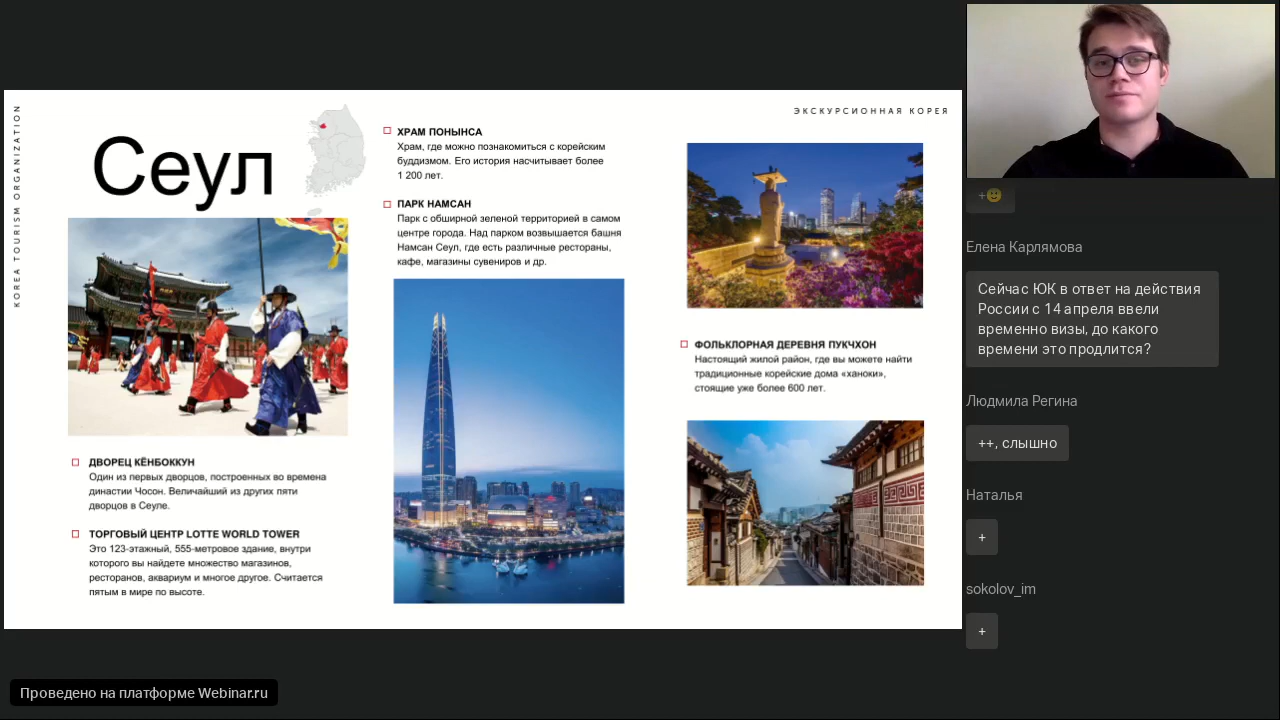 KOREA TOURISM ORGANIZATION
ЭКСКУРСИОННАЯ КОРЕЯ
Сеул
ДВОРЕЦ КЁНБОККУН
Один из первых дворцов, построенных во времена
династии Чосон. Величайший из других пяти
дворцов в Сеуле.
ТОРГОВЫЙ ЦЕНТР LOTTE WORLD TOWER
Это 123-этажный, 555-метровое здание, внутри
которого вы найдете множество магазинов,
ресторанов, аквариум и многое другое. Считается
пятым в мире по высоте.
ХРАМ ПОНЫНСА
Храм, где можно познакомиться с корейским
буддизмом. Его история насчитывает более
1 200 лет.
ПАРК НАМСАН
Парк с обширной зеленой территорией в самом
центре города. Над парком возвышается башня
Намсан Сеул, где есть различные рестораны,
кафе, магазины сувениров и др.
ФОЛЬКЛОРНАЯ ДЕРЕВНЯ ПУКЧХОН
Настоящий жилой район, где вы можете найти
традиционные корейские дома «ханоки»,
стоящие уже более 600 лет.
+🙂
Елена Карлямова
Сейчас ЮК в ответ на действия
России с 14 апреля ввели
временно визы, до какого
времени это продлится?
Людмила Регина
++, слышно
Наталья
+
sokolov_im
+
Проведено на платформе Webinar.ru